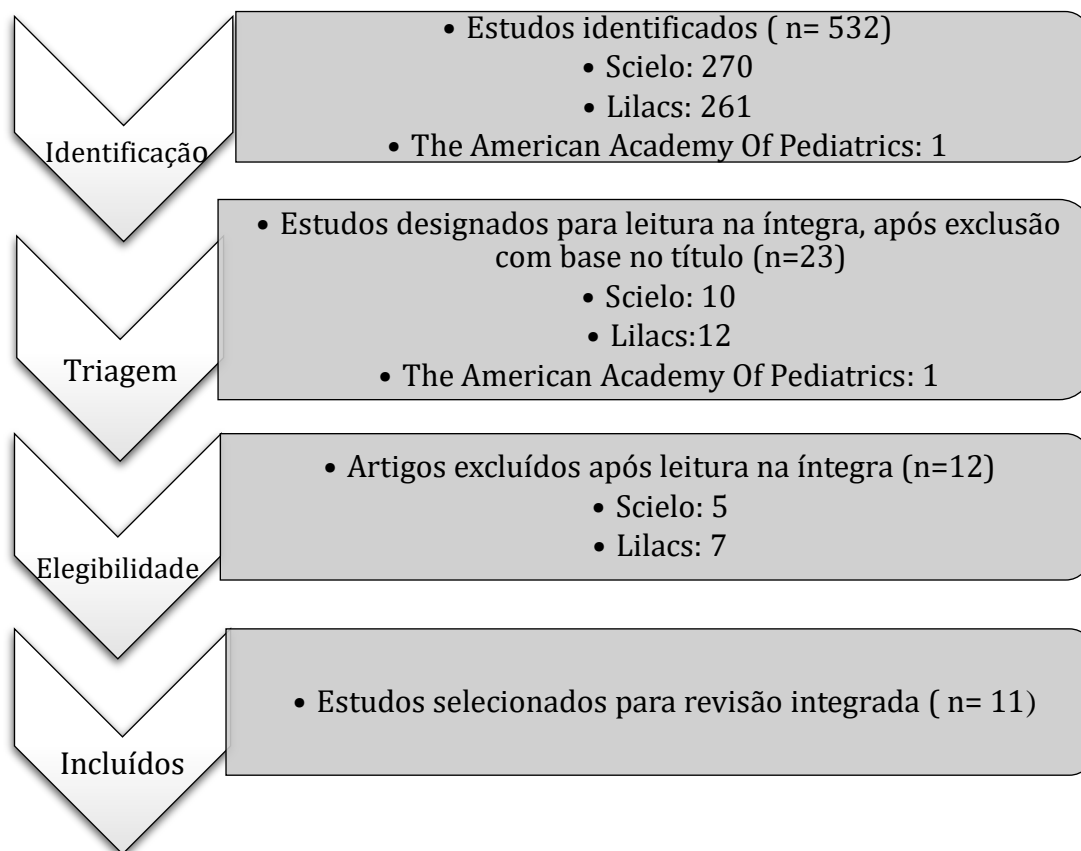 Identificação
• Estudos identificados ( n= 532)
• Scielo: 270
• Lilacs: 261
• The American Academy Of Pediatrics: 1
Triagem
• Estudos designados para leitura na íntegra, após exclusão
com base no título (n=23)
• Scielo: 10
• Lilacs:12
• The American Academy Of Pediatrics: 1
Elegibilidade
• Artigos excluídos após leitura na íntegra (n=12)
• Scielo: 5
• Lilacs: 7
Incluídos
• Estudos selecionados para revisão integrada ( n= 11)